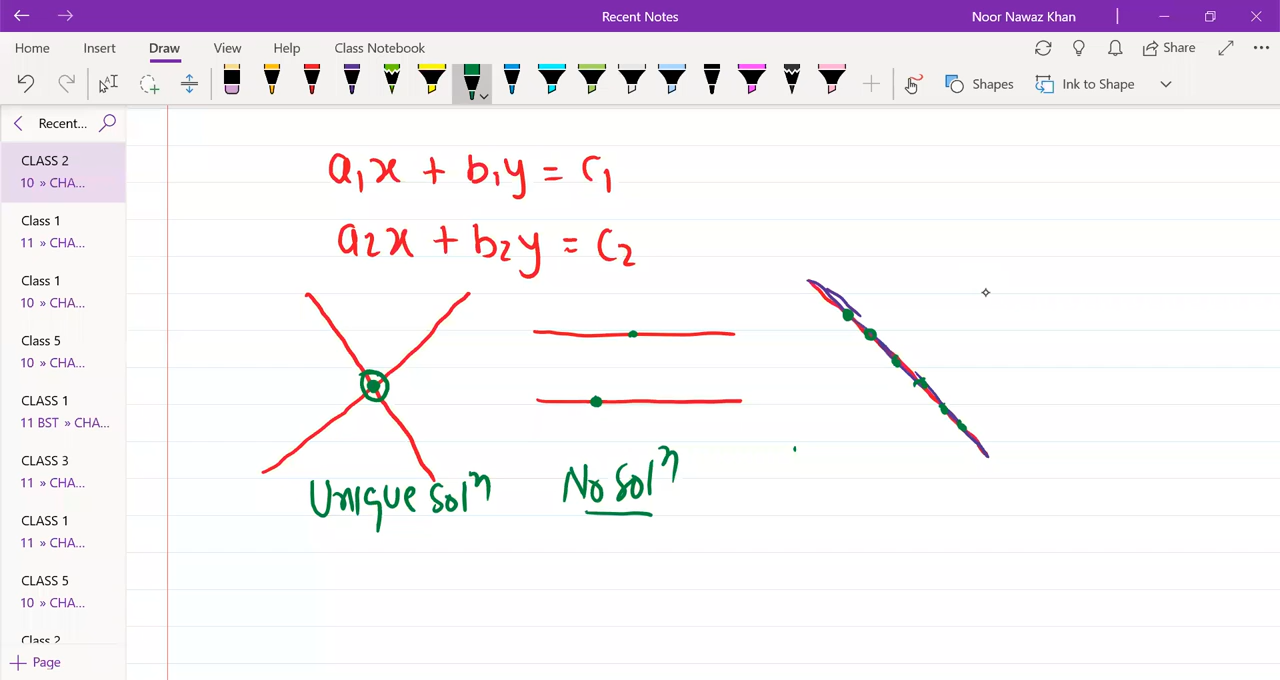 Recent Notes
Noor Nawaz Khan
Home Insert Draw View Help Class Notebook
Share
Shapes
Ink to Shape
Recent...
CLASS 2
10 » CHA...
Class 1
11 » CHA...
Class 1
10 » CHA...
Class 5
10 » CHA...
CLASS 1
11 BST » CHA...
CLASS 3
11 » CHA...
CLASS 1
11 » CHA...
CLASS 5
10 » CHA...
Class 2
Page
a₁x + b₁y = c₁
a₂x + b₂y = c₂
Unique solⁿ
No solⁿ